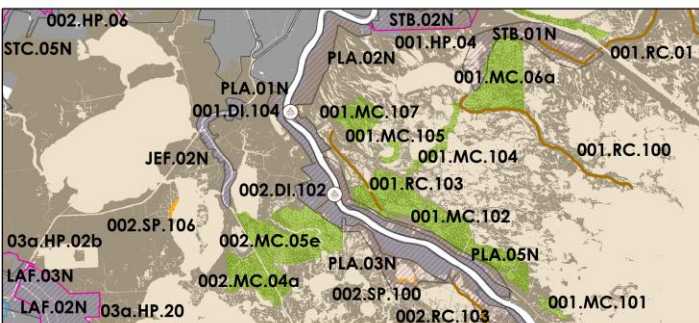 002.HP.06
STB.02N
STB.01N
STC.05N
001.HP.04
001.RC.01
PLA.02N
001.MC.06a
PLA.01N
001.DI.104
001.MC.107
001.MC.105
JEF.02N
001.MC.104
001.RC.100
002.DI.102
001.RC.103
002.SP.106
001.MC.102
03a.HP.02b
002.MC.05e
PLA.05N
PLA.03N
LAF.03N
002.MC.04a
002.SP.100
001.MC.101
LAF.02N
03a.HP.20
002.RC.103